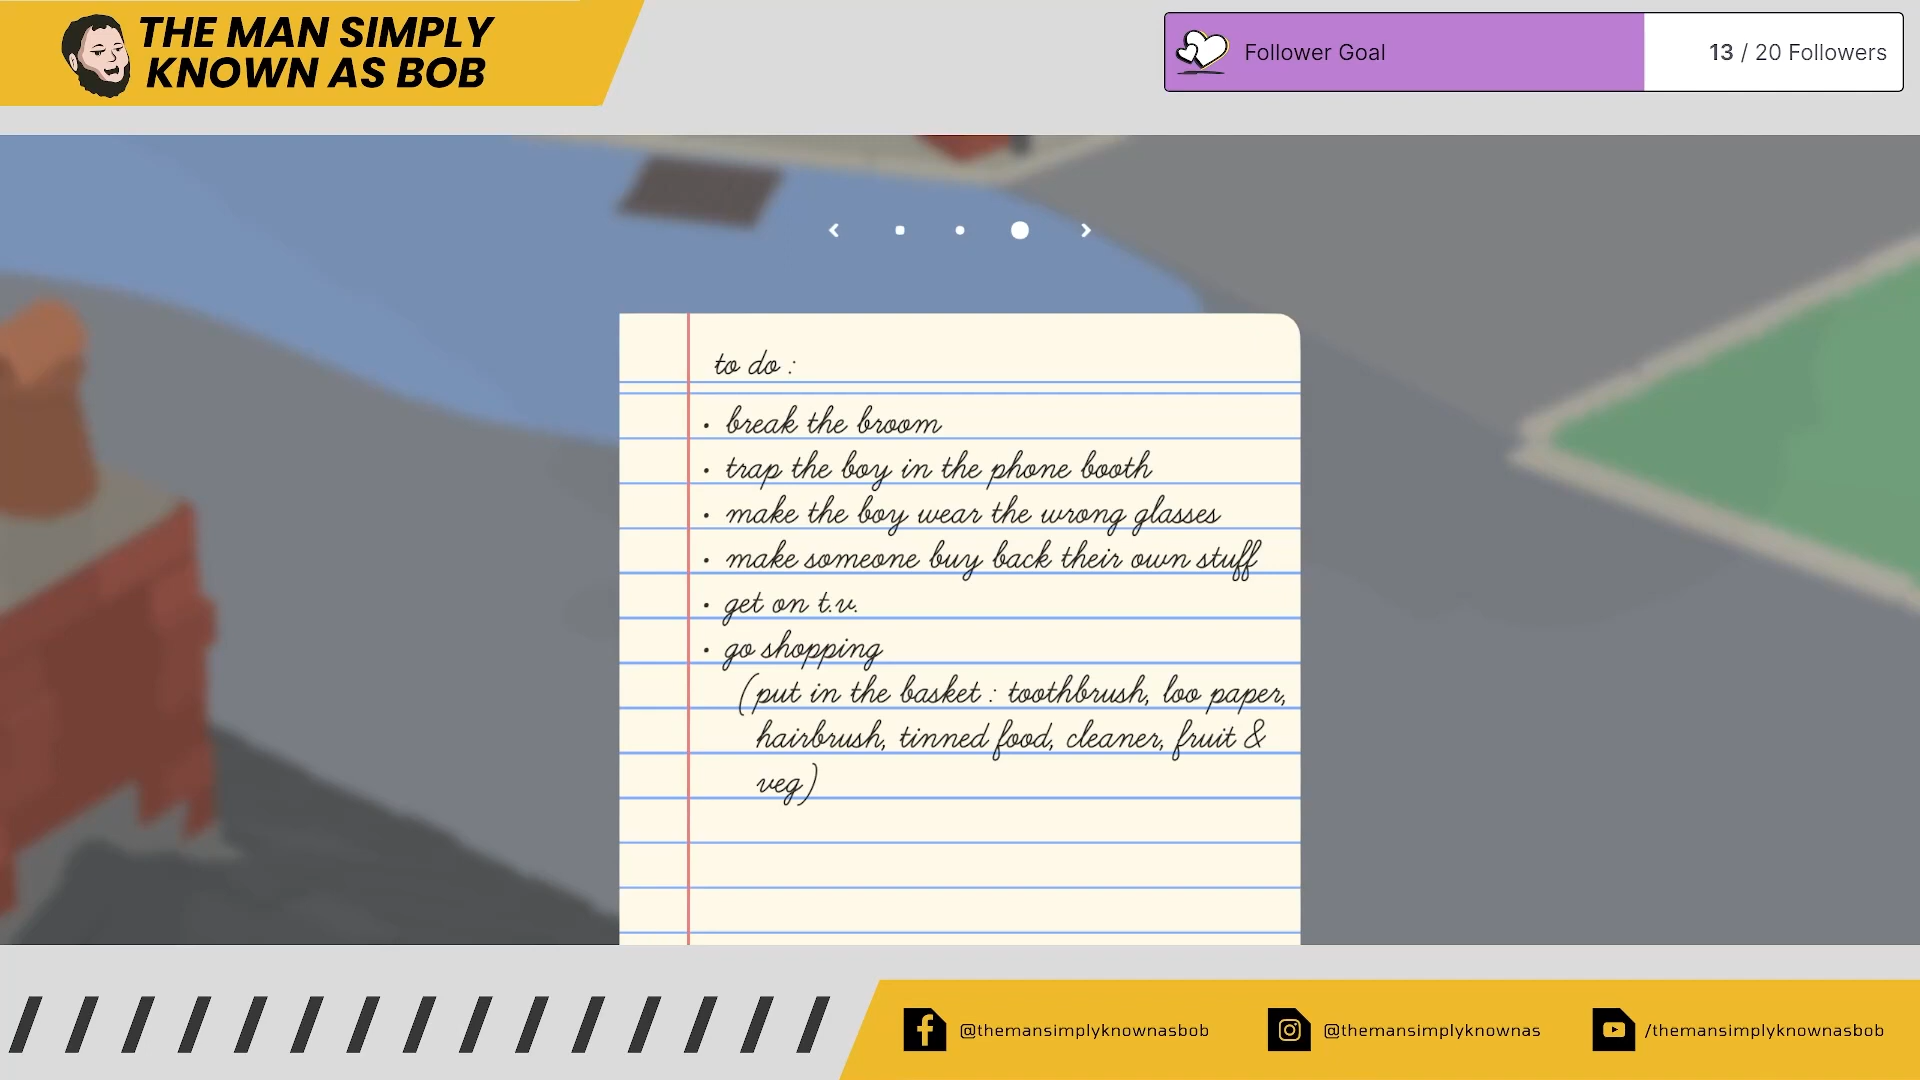 THE MAN SIMPLY
KNOWN AS BOB
Follower Goal
13 / 20 Followers
to do :
• break the broom
• trap the boy in the phone booth
• make the boy wear the wrong glasses
• make someone buy back their own stuff
• get on t.v.
• go shopping
(put in the basket : toothbrush, loo paper,
hairbrush, tinned food, cleaner, fruit &
veg)
@themansimplyknownasbob
@themansimplyknownas
/themansimplyknownasbob